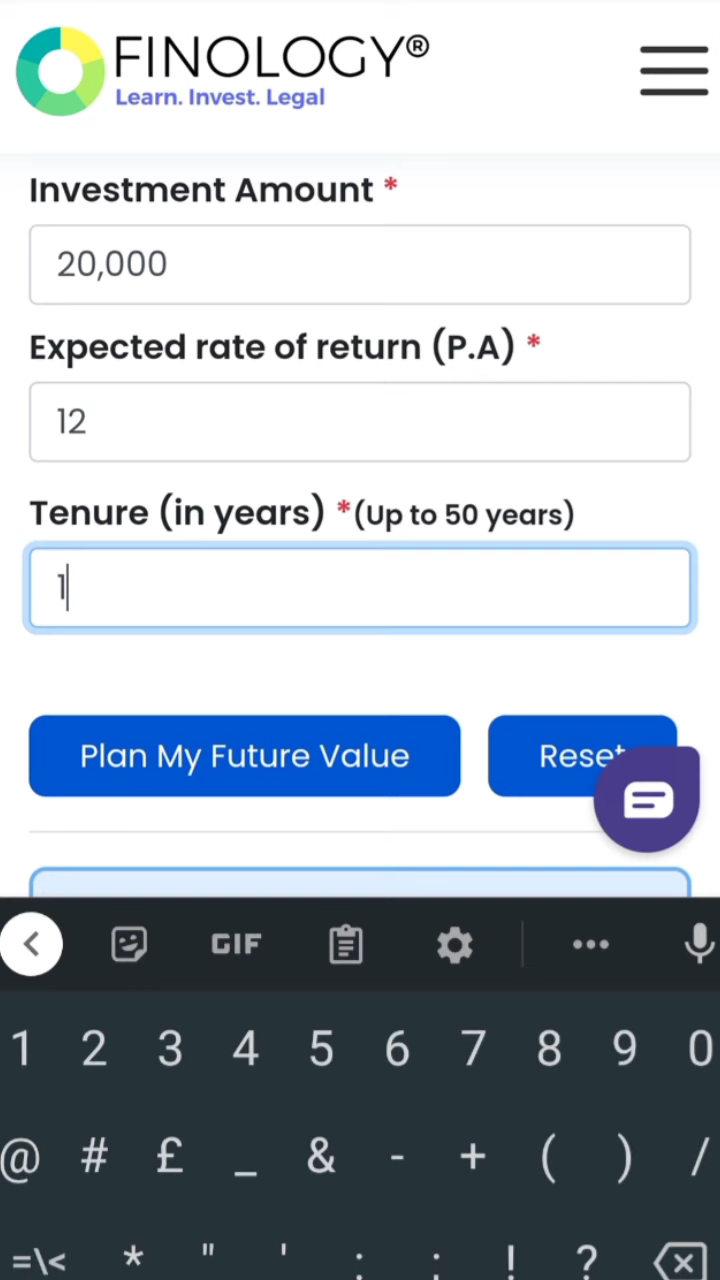 FINOLOGY®
Learn. Invest. Legal
Investment Amount *
20,000
Expected rate of return (P.A) *
12
Tenure (in years) *(Up to 50 years)
1
Plan My Future Value
Reset
GIF
1 2 3 4 5 6 7 8 9 0
@ # £ _ & - + ( ) /
=\< * " ' : ; ! ?